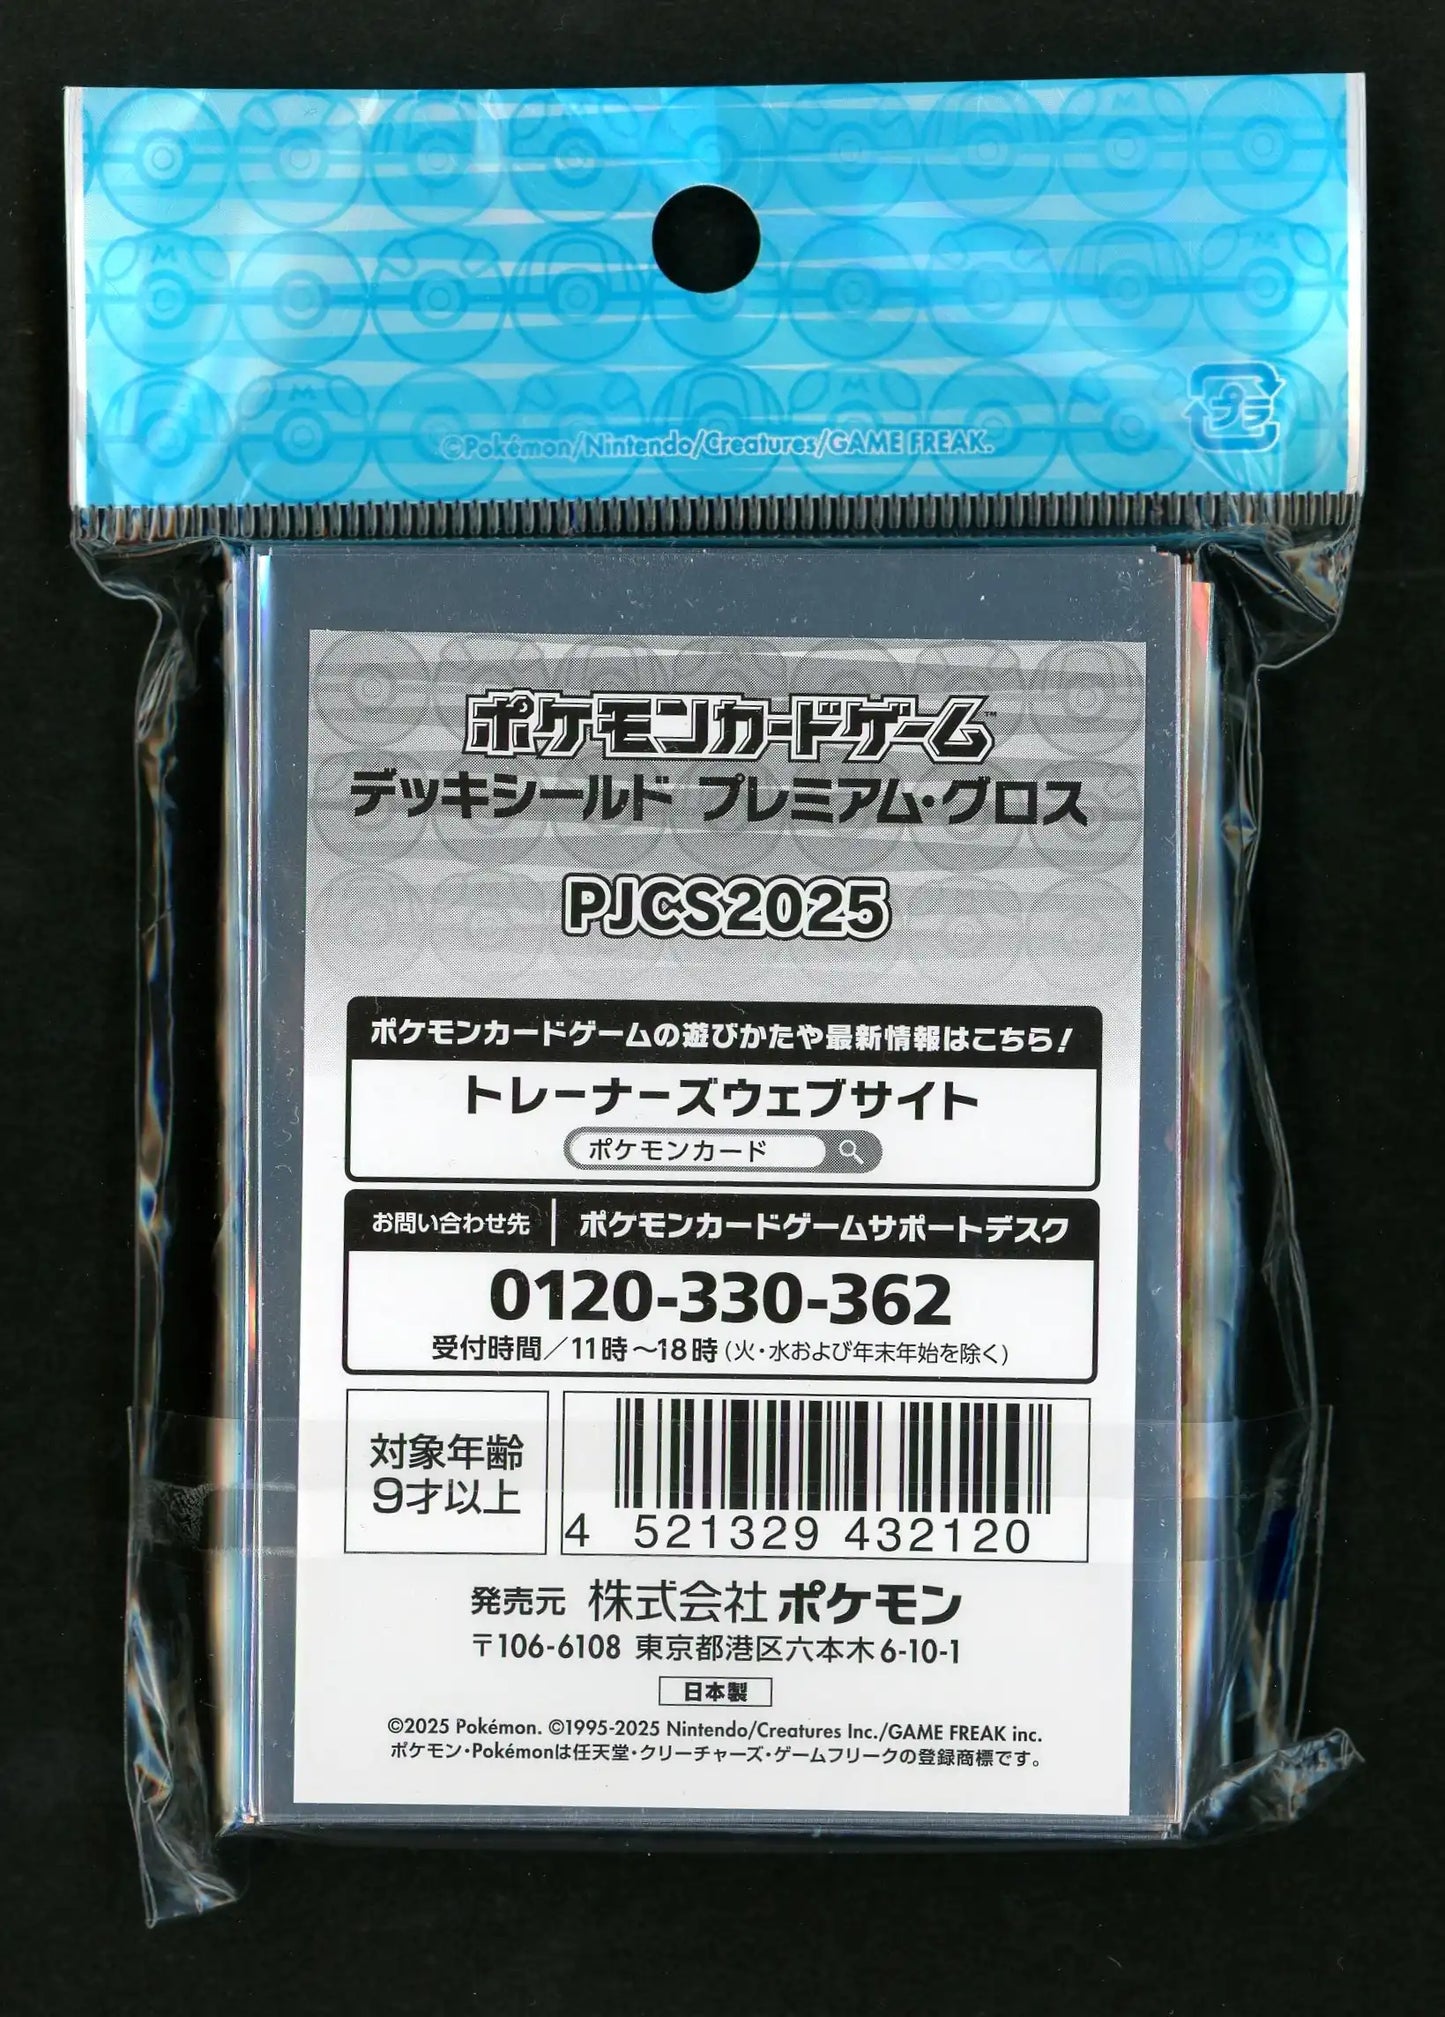 ©Pokémon/Nintendo/Creatures/GAME FREAK.
プラ
ポケモンカードゲーム™
デッキシールド プレミアム・グロス
PJCS2025
ポケモンカードゲームの遊びかたや最新情報はこちら!
トレーナーズウェブサイト
ポケモンカード
お問い合わせ先 | ポケモンカードゲームサポートデスク
0120-330-362
受付時間/11時~18時(火・水および年末年始を除く)
対象年齢
9才以上
4 521329 432120
発売元 株式会社ポケモン
〒106-6108 東京都港区六本木6-10-1
日本製
©2025 Pokémon. ©1995-2025 Nintendo/Creatures Inc./GAME FREAK inc.
ポケモン・Pokémonは任天堂・クリーチャーズ・ゲームフリークの登録商標です。